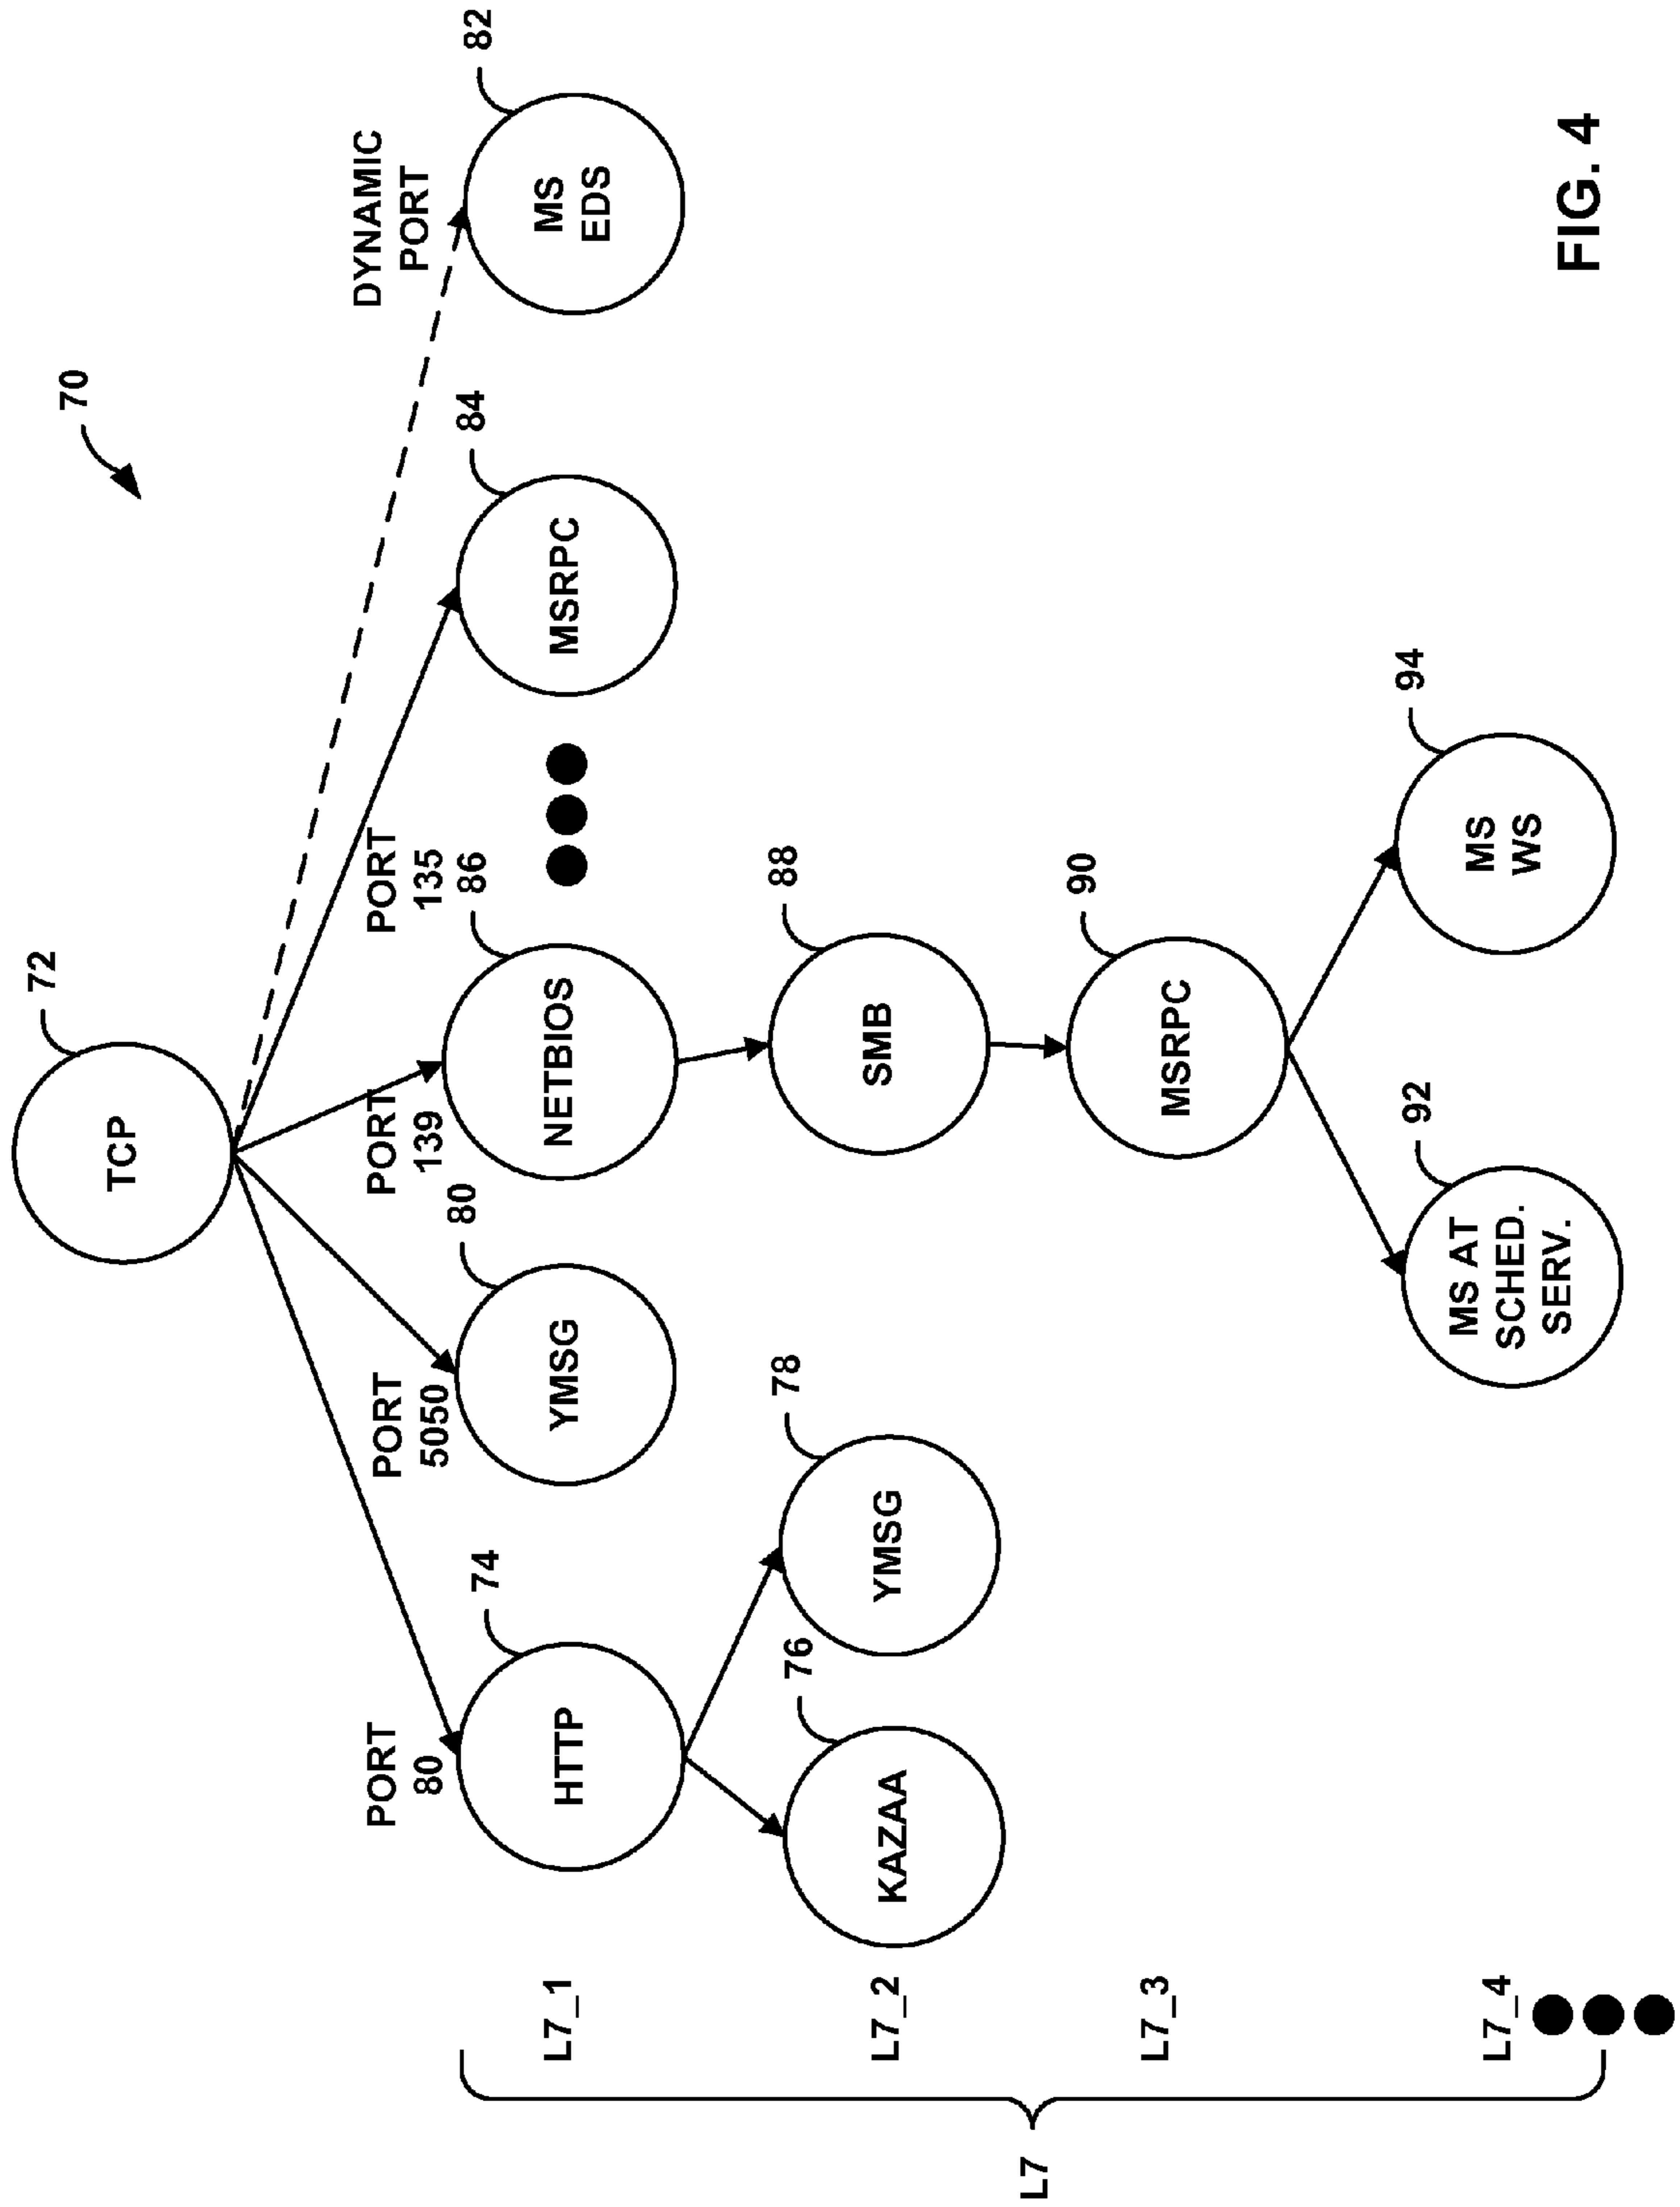 70
72
TCP
PORT
80
PORT
5050
PORT
139
PORT
135
DYNAMIC
PORT
74
80
86
84
82
L7_1
HTTP
YMSG
NETBIOS
MSRPC
MS
EDS
76
78
88
L7
L7_2
KAZAA
YMSG
SMB
90
L7_3
MSRPC
92
94
L7_4
MS AT
SCHED.
SERV.
MS
WS
FIG. 4